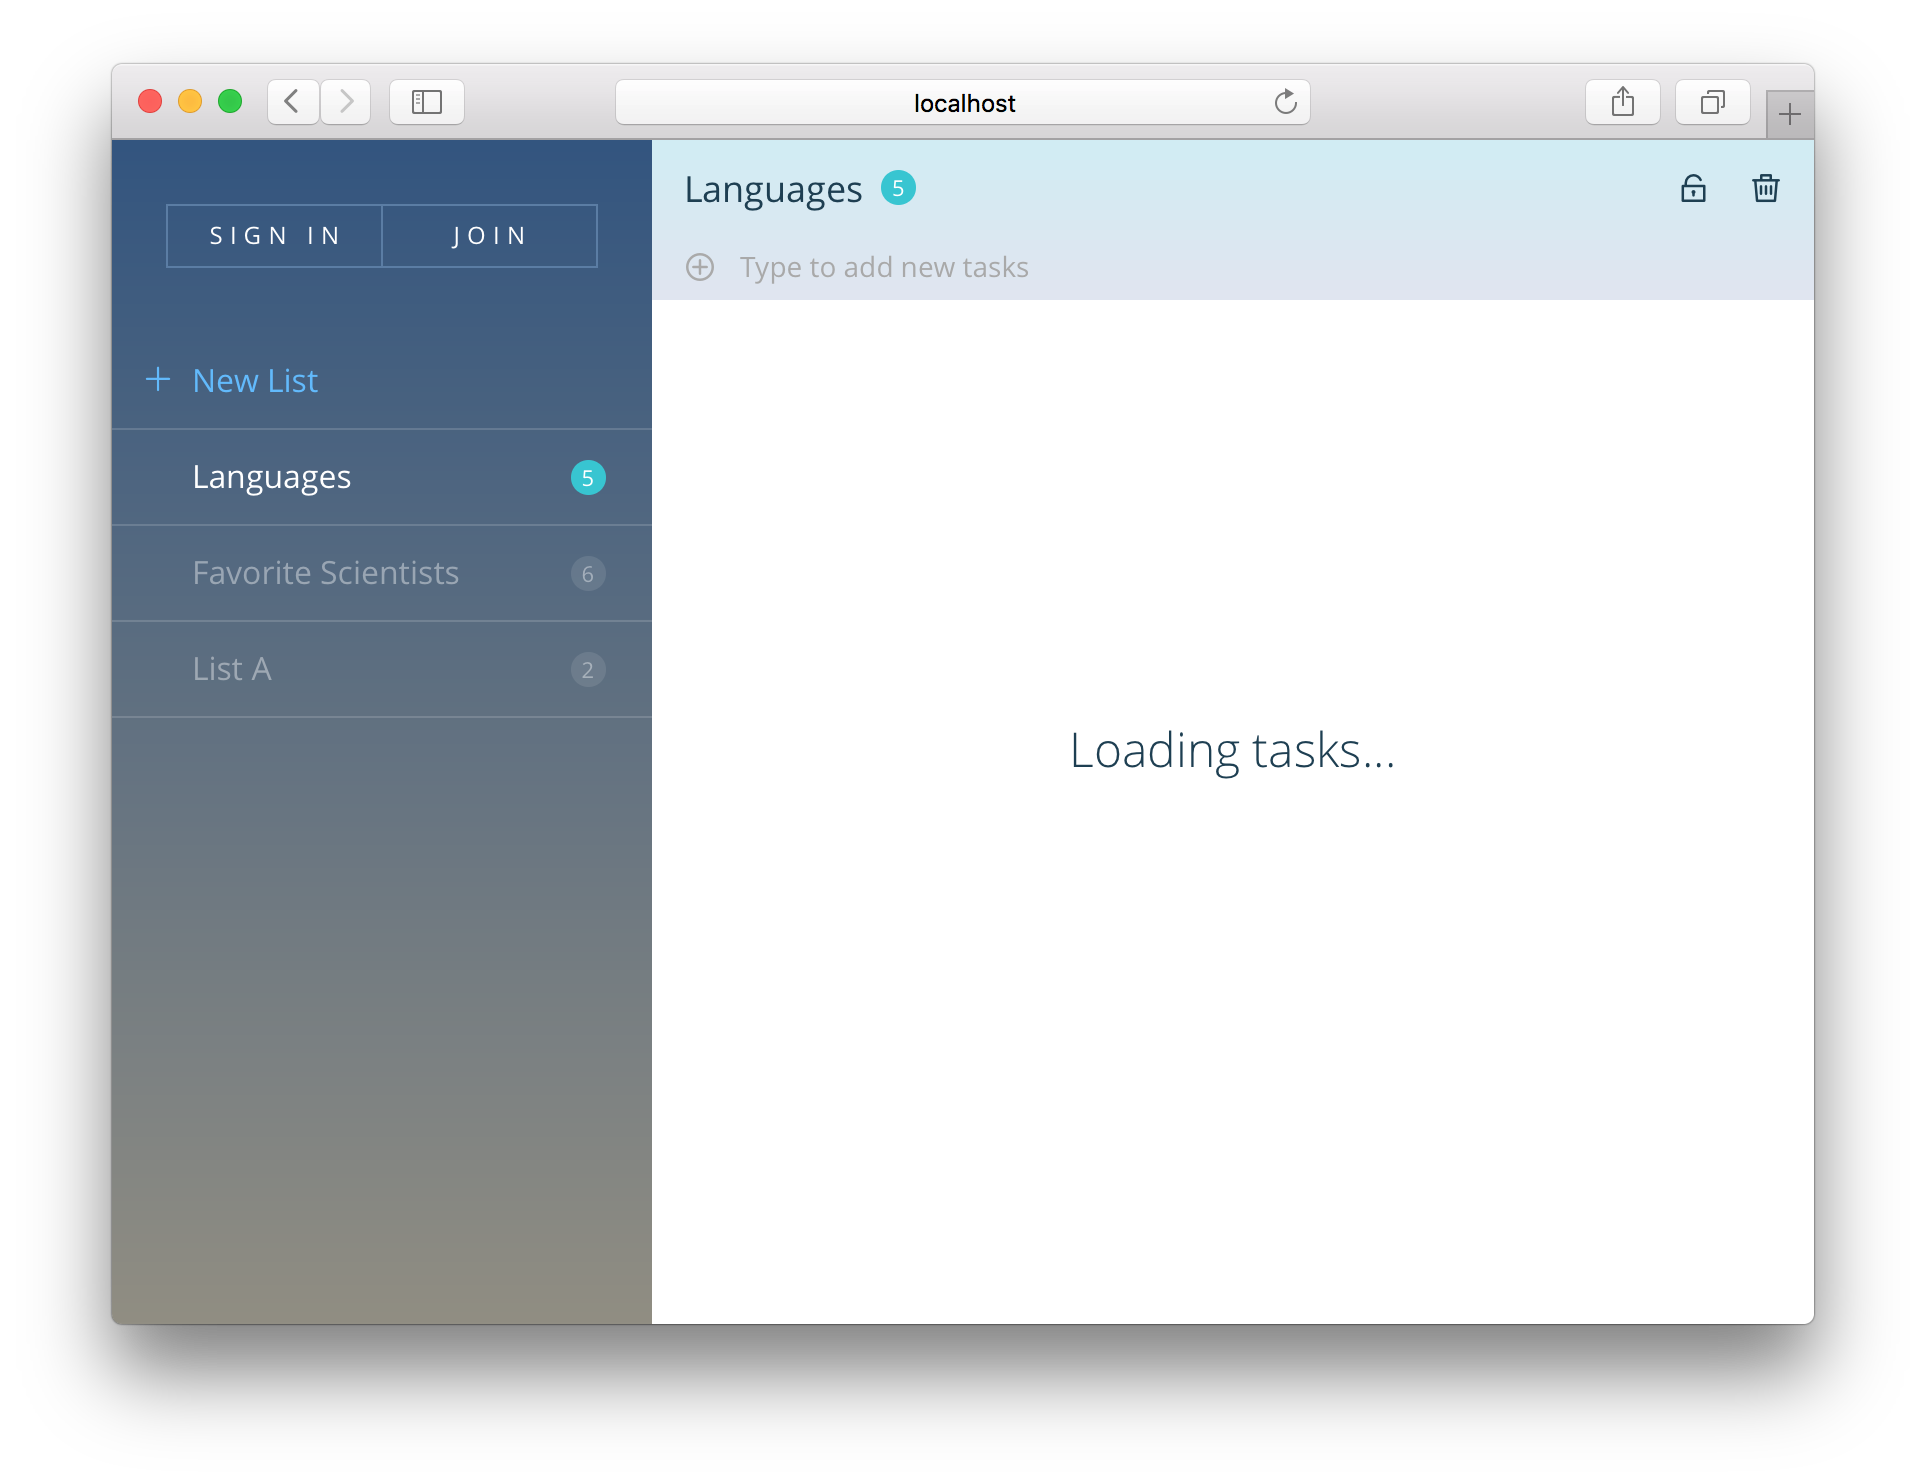 localhost
SIGN IN
JOIN
New List
Languages 5
Favorite Scientists 6
List A 2
Languages 5
Type to add new tasks
Loading tasks...